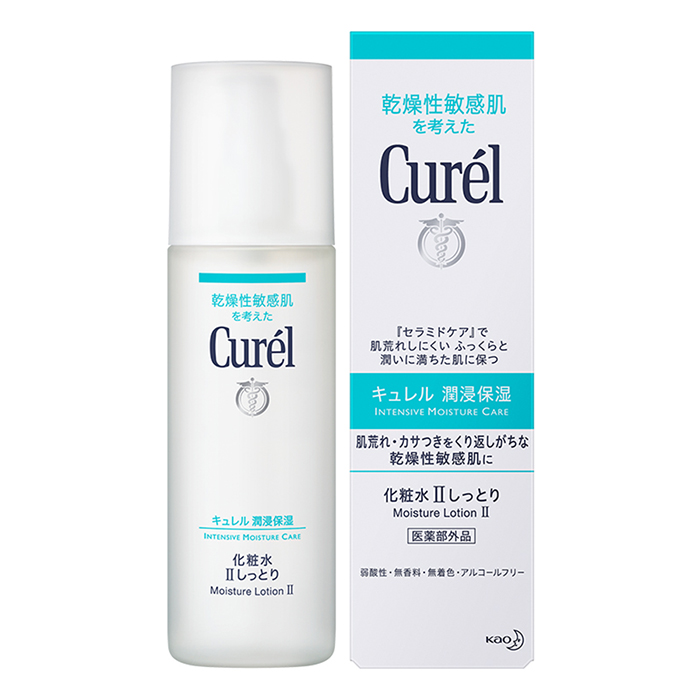 乾燥性敏感肌
を考えた
Curél
キュレル 潤浸保湿
INTENSIVE MOISTURE CARE
化粧水
IIしっとり
Moisture Lotion II
乾燥性敏感肌
を考えた
Curél
『セラミドケア』で
肌荒れしにくい ふっくらと
潤いに満ちた肌に保つ
キュレル 潤浸保湿
INTENSIVE MOISTURE CARE
肌荒れ・カサつきをくり返しがちな
乾燥性敏感肌に
化粧水 IIしっとり
Moisture Lotion II
医薬部外品
弱酸性・無香料・無着色・アルコールフリー
Kao